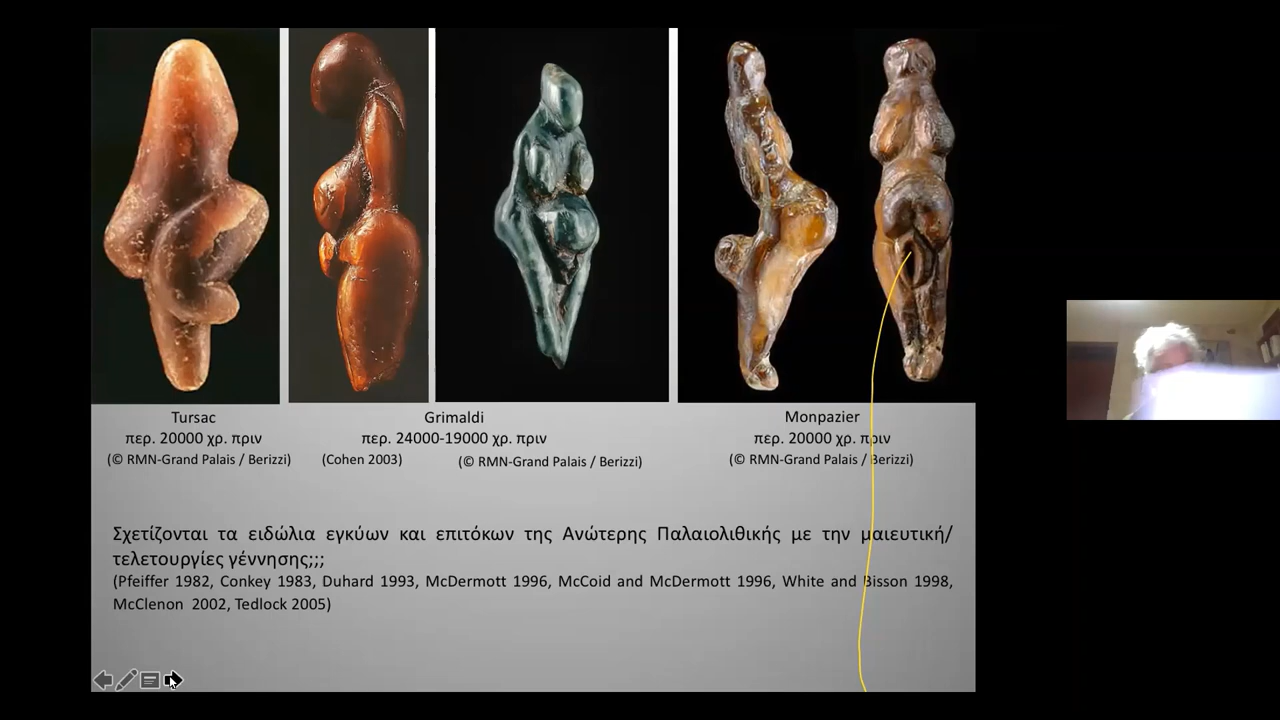 Tursac
περ. 20000 χρ. πριν
(© RMN-Grand Palais / Berizzi)
Grimaldi
περ. 24000-19000 χρ. πριν
(Cohen 2003)
(© RMN-Grand Palais / Berizzi)
Monpazier
περ. 20000 χρ. πριν
(© RMN-Grand Palais / Berizzi)
Σχετίζονται τα ειδώλια εγκύων και επιτόκων της Ανώτερης Παλαιολιθικής με την μαιευτική/
τελετουργίες γέννησης;;;
(Pfeiffer 1982, Conkey 1983, Duhard 1993, McDermott 1996, McCoid and McDermott 1996, White and Bisson 1998,
McClenon 2002, Tedlock 2005)